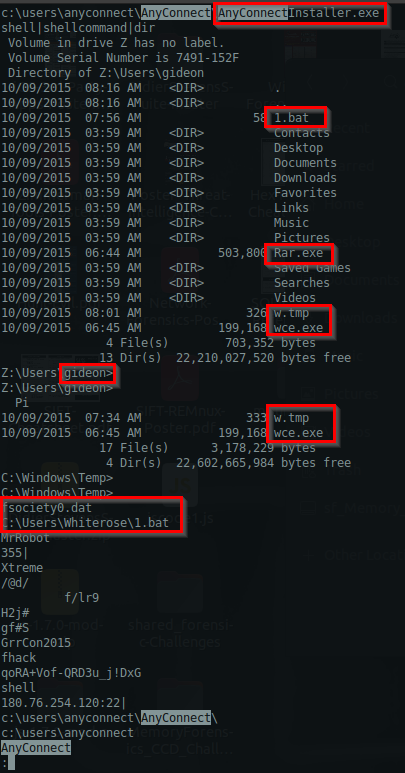 c:\users\anyconnect\AnyConnect\AnyConnectInstaller.exe
shell|shellcommand|dir
Volume in drive Z has no label.
Volume Serial Number is 7491-152F
Directory of Z:\Users\gideon
10/09/2015  08:16 AM    <DIR>          .
10/09/2015  08:16 AM    <DIR>          ..
10/09/2015  07:56 AM                58 1.bat
10/09/2015  03:59 AM    <DIR>          Contacts
10/09/2015  03:59 AM    <DIR>          Desktop
10/09/2015  03:59 AM    <DIR>          Documents
10/09/2015  03:59 AM    <DIR>          Downloads
10/09/2015  03:59 AM    <DIR>          Favorites
10/09/2015  03:59 AM    <DIR>          Links
10/09/2015  03:59 AM    <DIR>          Music
10/09/2015  03:59 AM    <DIR>          Pictures
10/09/2015  06:44 AM           503,800 Rar.exe
10/09/2015  03:59 AM    <DIR>          Saved Games
10/09/2015  03:59 AM    <DIR>          Searches
10/09/2015  03:59 AM    <DIR>          Videos
10/09/2015  08:01 AM               326 w.tmp
10/09/2015  06:45 AM           199,168 wce.exe
4 File(s)        703,352 bytes
13 Dir(s)  22,210,027,520 bytes free
Z:\Users\gideon>
Z:\Users\gideon>
Pi
10/09/2015  07:34 AM               333 w.tmp
10/09/2015  06:45 AM           199,168 wce.exe
17 File(s)      3,178,229 bytes
4 Dir(s)  22,602,665,984 bytes free
C:\Windows\Temp>
C:\Windows\Temp>
fsociety0.dat
C:\Users\Whiterose\1.bat
MrRobot
355|
Xtreme
/@d/
f/lr9
H2j#
gf#S
GrrCon2015
fhack
qoRA+Vof-QRD3u_j!DxG
shell
180.76.254.120:22|
c:\users\anyconnect\AnyConnect\
c:\users\anyconnect
AnyConnect
: